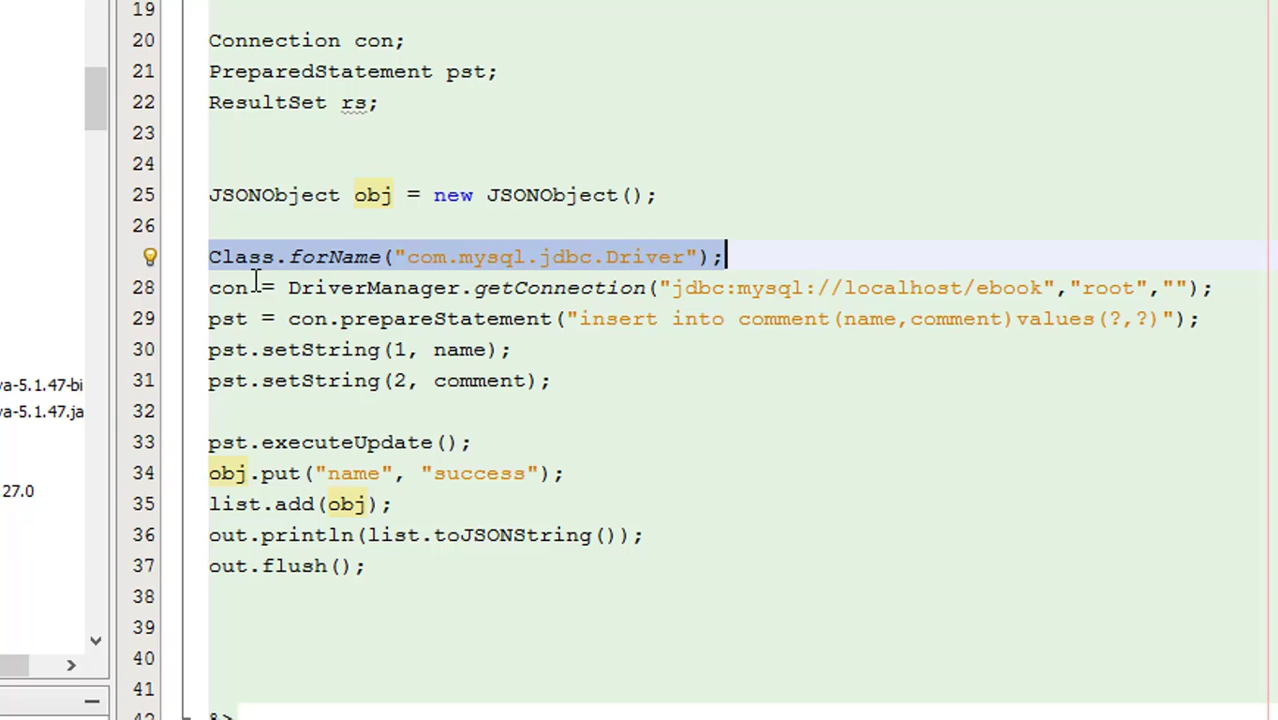 19
20 Connection con;
21 PreparedStatement pst;
22 ResultSet rs;
23
24
25 JSONObject obj = new JSONObject();
26
Class.forName("com.mysql.jdbc.Driver");
28 con = DriverManager.getConnection("jdbc:mysql://localhost/ebook","root","");
29 pst = con.prepareStatement("insert into comment(name,comment)values(?,?)");
30 pst.setString(1, name);
31 pst.setString(2, comment);
va-5.1.47-bi
va-5.1.47.ja
32
33 pst.executeUpdate();
34 obj.put("name", "success");
27.0
35 list.add(obj);
36 out.println(list.toJSONString());
37 out.flush();
38
39
40
41
42 %>